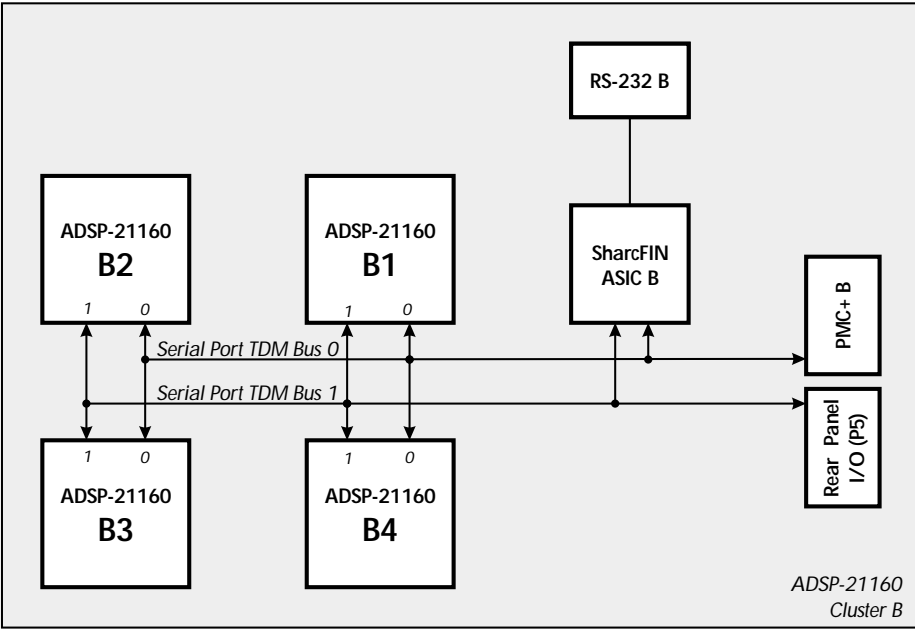 RS-232 B
ADSP-21160
B2
1 0
ADSP-21160
B1
1 0
SharcFIN
ASIC B
PMC+ B
Serial Port TDM Bus 0
Serial Port TDM Bus 1
Rear Panel
I/O (P5)
1 0
ADSP-21160
B3
1 0
ADSP-21160
B4
ADSP-21160
Cluster B